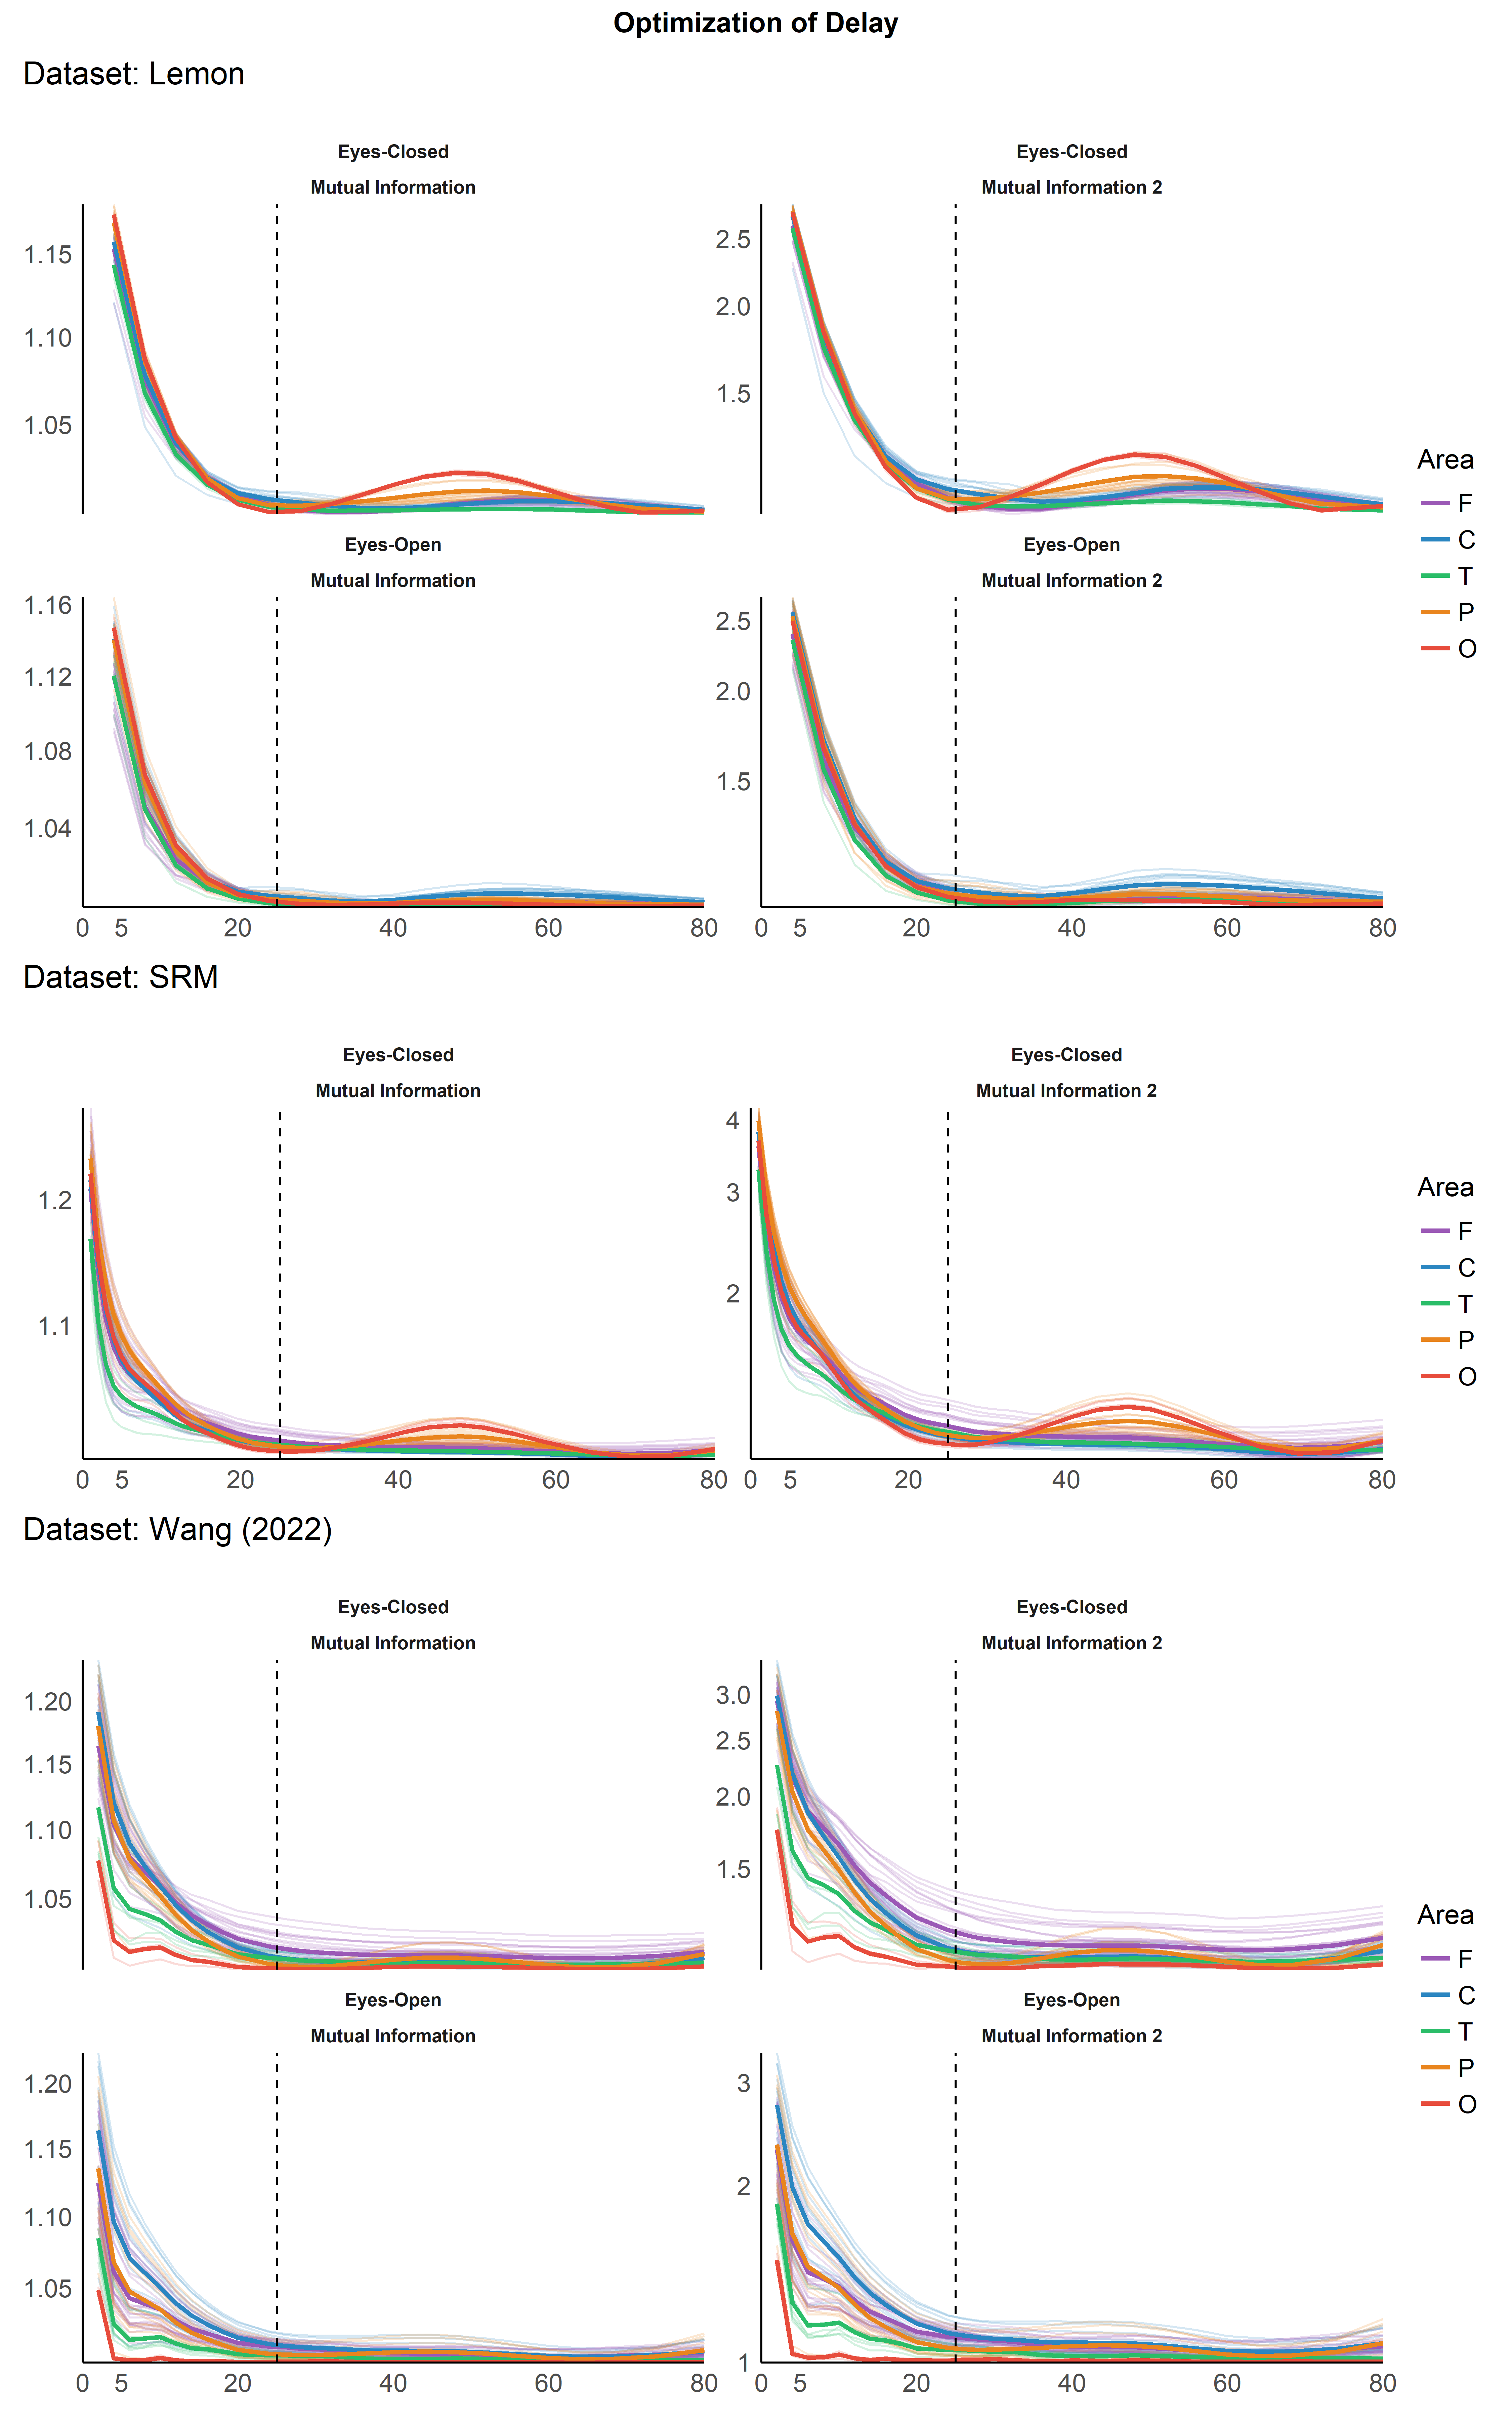 Optimization of Delay
Dataset: Lemon
Eyes-Closed
Mutual Information
Eyes-Closed
Mutual Information 2
1.15
1.10
1.05
2.5
2.0
1.5
Eyes-Open
Mutual Information
Eyes-Open
Mutual Information 2
1.16
1.12
1.08
1.04
0 5 20 40 60 80
2.5
2.0
1.5
0 5 20 40 60 80
Area
F
C
T
P
O
Dataset: SRM
Eyes-Closed
Mutual Information
Eyes-Closed
Mutual Information 2
1.2
1.1
0 5 20 40 60 80
4
3
2
0 5 20 40 60 80
Area
F
C
T
P
O
Dataset: Wang (2022)
Eyes-Closed
Mutual Information
Eyes-Closed
Mutual Information 2
1.20
1.15
1.10
1.05
3.0
2.5
2.0
1.5
Eyes-Open
Mutual Information
Eyes-Open
Mutual Information 2
1.20
1.15
1.10
1.05
0 5 20 40 60 80
3
2
1
0 5 20 40 60 80
Area
F
C
T
P
O